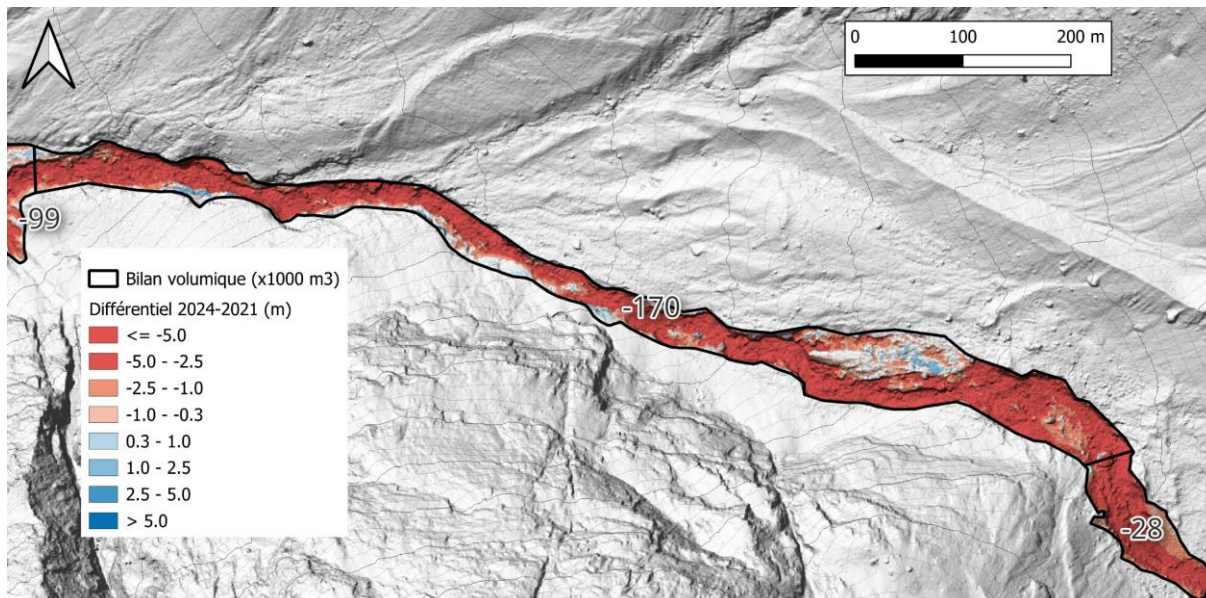 0 100 200 m
-99
-170
-28
Bilan volumique (x1000 m3)
Différentiel 2024-2021 (m)
<= -5.0
-5.0 - -2.5
-2.5 - -1.0
-1.0 - -0.3
0.3 - 1.0
1.0 - 2.5
2.5 - 5.0
> 5.0